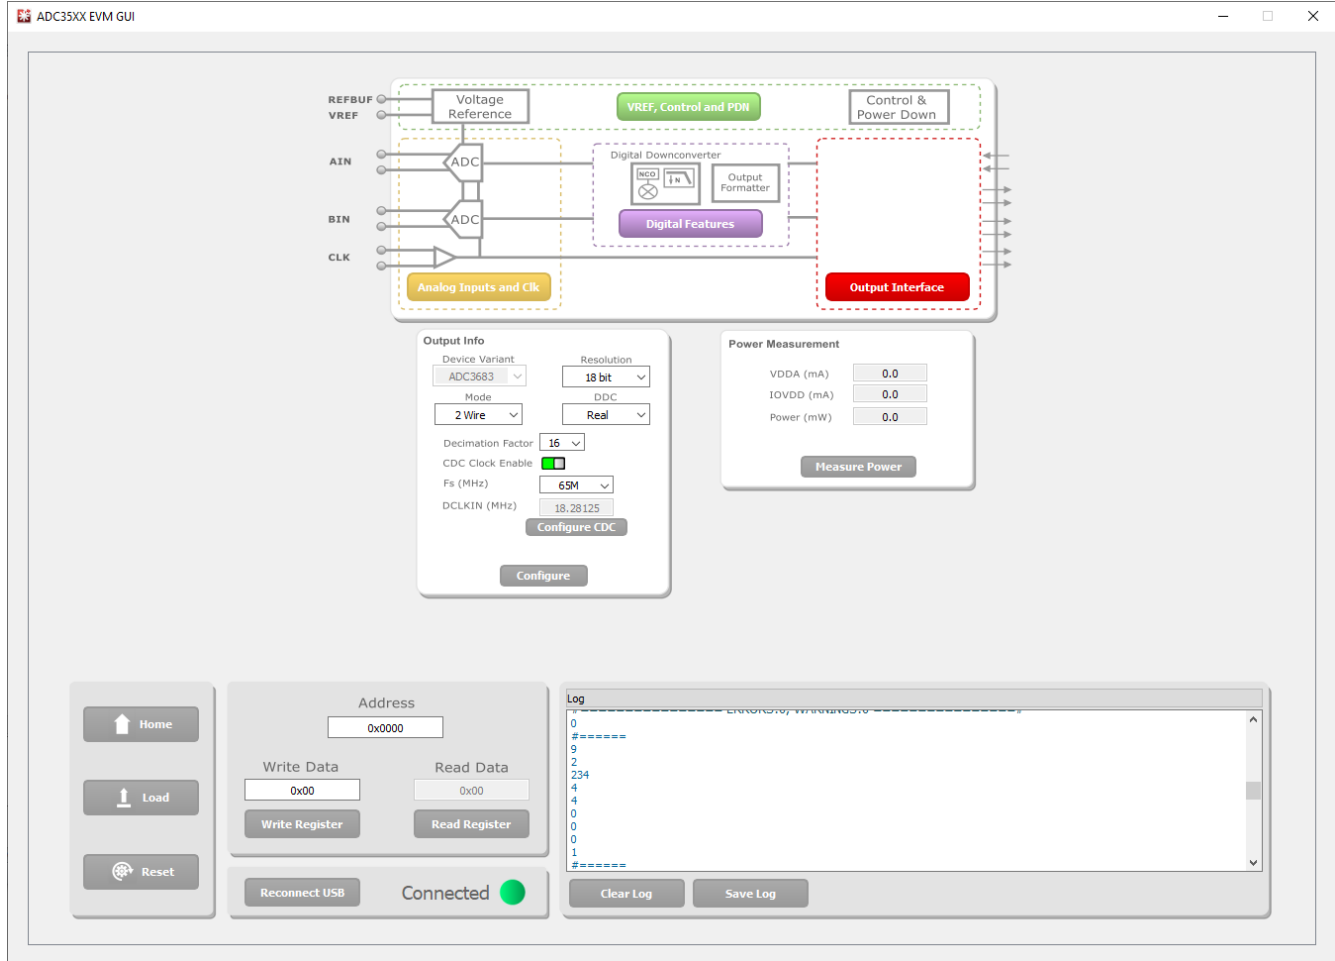 ADC35XX EVM GUI
REFBUF
VREF
Voltage
Reference
VREF, Control and PDN
Control &
Power Down
AIN
ADC
Digital Downconverter
NCO
N
Output
Formatter
BIN
ADC
Digital Features
CLK
Analog Inputs and Clk
Output Interface
Output Info
Device Variant
Resolution
ADC3683
18 bit
Mode
DDC
2 Wire
Real
Decimation Factor
16
CDC Clock Enable
Fs (MHz)
65M
DCLKIN (MHz)
18.28125
Configure CDC
Configure
Power Measurement
VDDA (mA)
0.0
IOVDD (mA)
0.0
Power (mW)
0.0
Measure Power
Home
Load
Reset
Address
0x0000
Write Data
Read Data
0x00
0x00
Write Register
Read Register
Reconnect USB
Connected
Log
0
#======
9
2
234
4
4
0
0
0
1
#======
Clear Log
Save Log